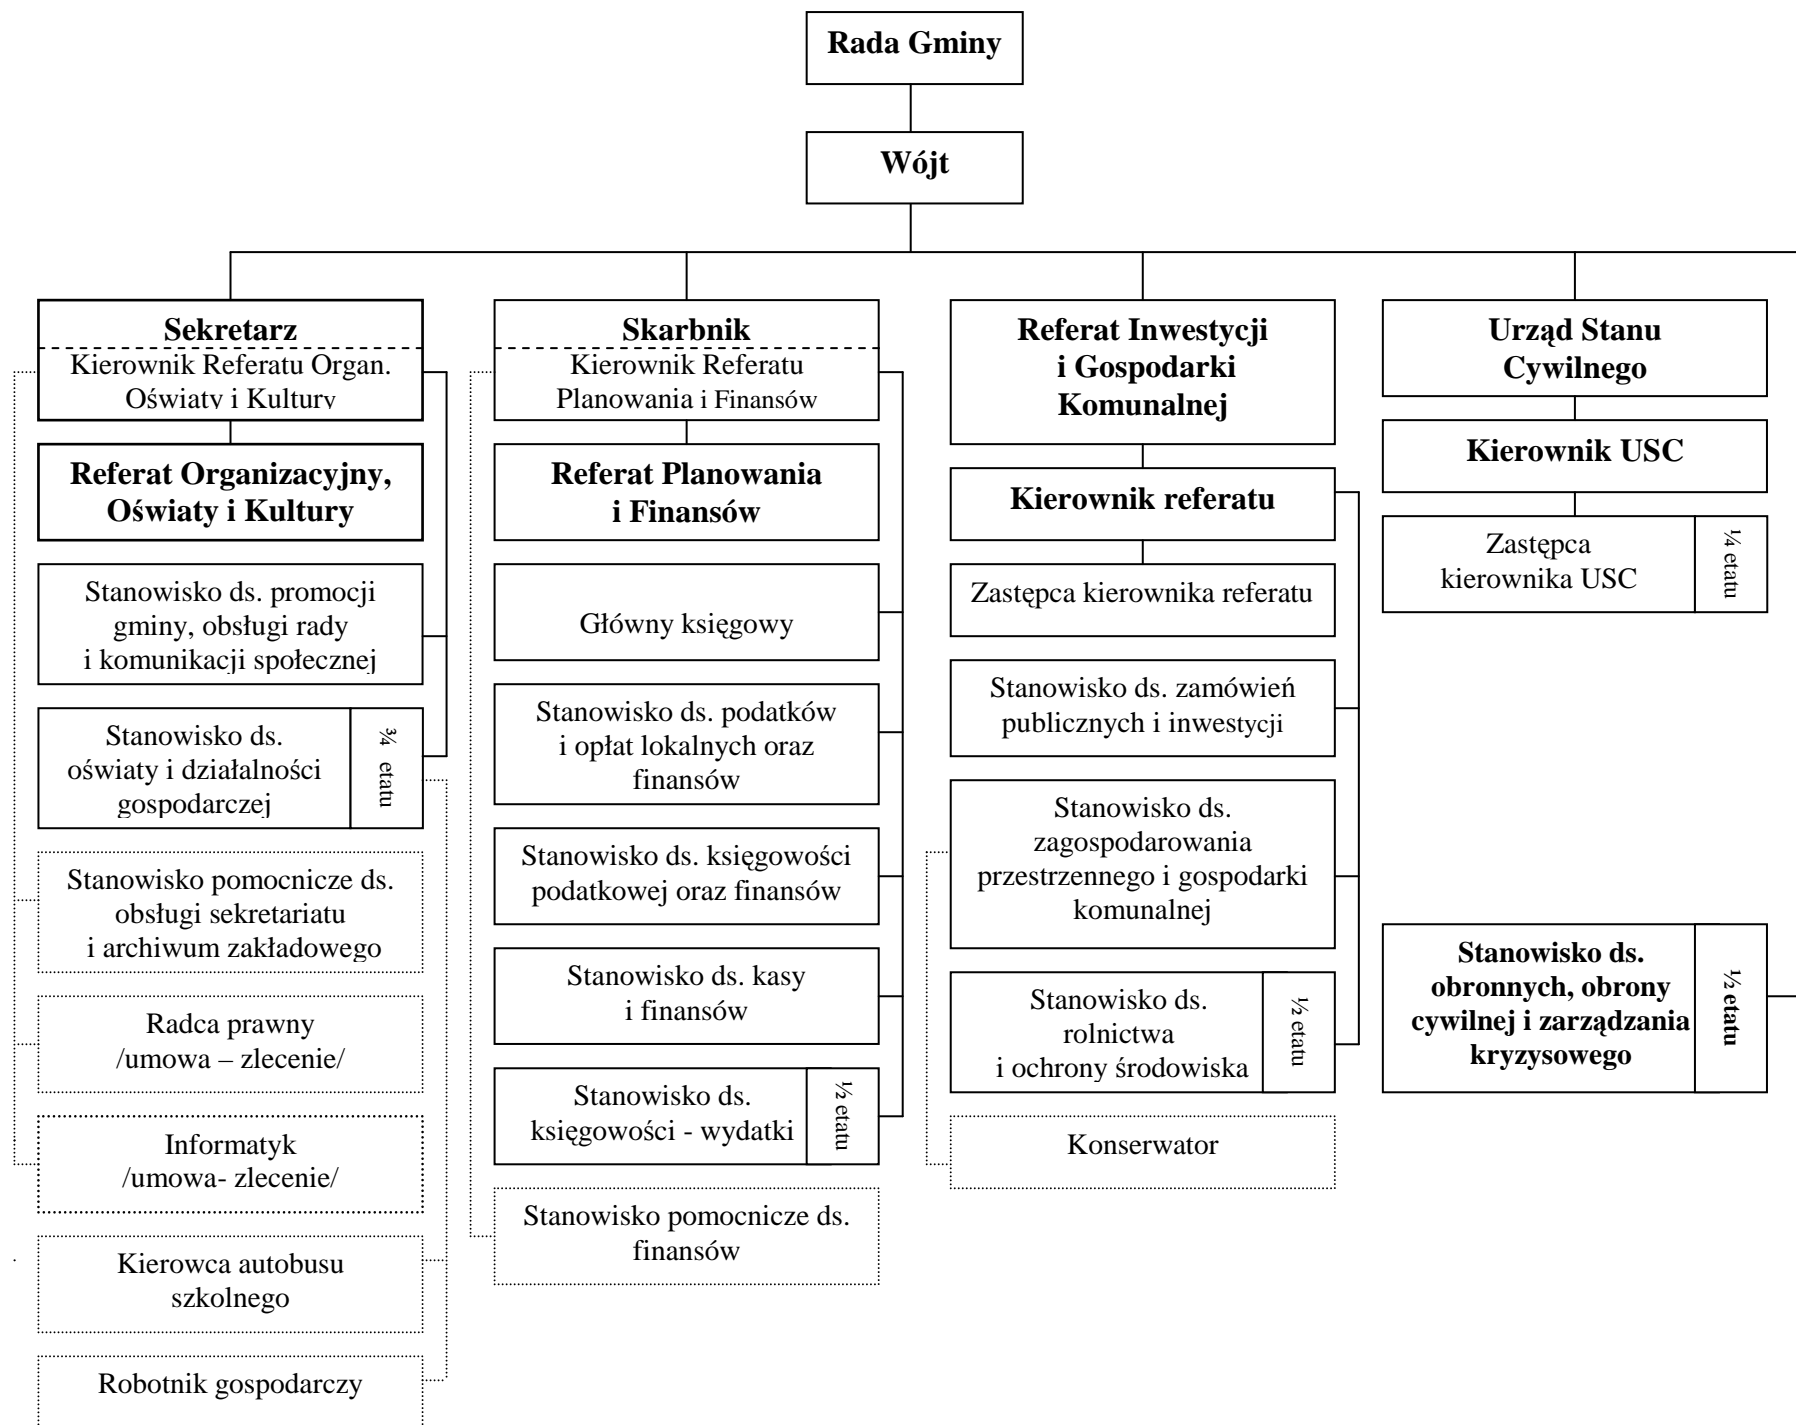 Rada Gminy
Wójt
Sekretarz
Kierownik Referatu Organ.
Oświaty i Kultury
Referat Organizacyjny,
Oświaty i Kultury
Stanowisko ds. promocji
gminy, obsługi rady
i komunikacji społecznej
Stanowisko ds.
oświaty i działalności
gospodarczej
¾ etatu
Stanowisko pomocnicze ds.
obsługi sekretariatu
i archiwum zakładowego
Radca prawny
/umowa – zlecenie/
Informatyk
/umowa- zlecenie/
Kierowca autobusu
szkolnego
Robotnik gospodarczy
Skarbnik
Kierownik Referatu
Planowania i Finansów
Referat Planowania
i Finansów
Główny księgowy
Stanowisko ds. podatków
i opłat lokalnych oraz
finansów
Stanowisko ds. księgowości
podatkowej oraz finansów
Stanowisko ds. kasy
i finansów
Stanowisko ds.
księgowości - wydatki
½ etatu
Stanowisko pomocnicze ds.
finansów
Referat Inwestycji
i Gospodarki
Komunalnej
Kierownik referatu
Zastępca kierownika referatu
Stanowisko ds. zamówień
publicznych i inwestycji
Stanowisko ds.
zagospodarowania
przestrzennego i gospodarki
komunalnej
Stanowisko ds.
rolnictwa
i ochrony środowiska
½ etatu
Konserwator
Urząd Stanu
Cywilnego
Kierownik USC
Zastępca
kierownika USC
¼ etatu
Stanowisko ds.
obronnych, obrony
cywilnej i zarządzania
kryzysowego
½ etatu